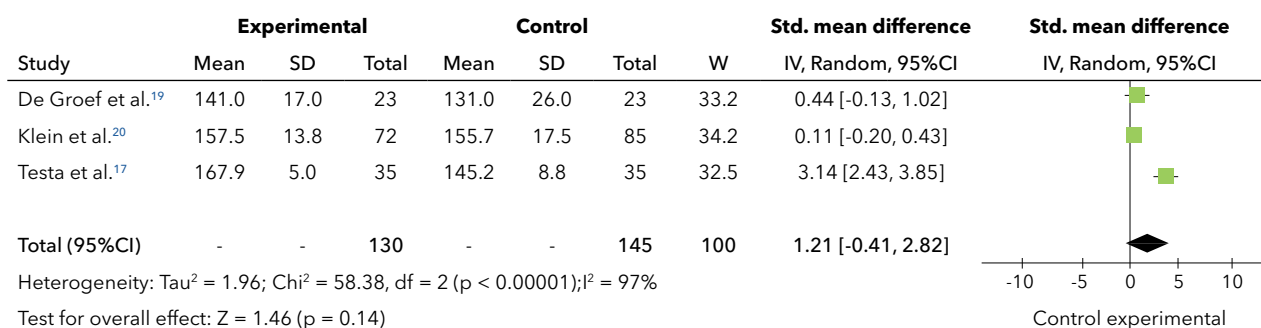 Experimental Control Std. mean difference Std. mean difference
Study Mean SD Total Mean SD Total W IV, Random, 95%CI IV, Random, 95%CI
De Groef et al.19 141.0 17.0 23 131.0 26.0 23 33.2 0.44 [-0.13, 1.02]
Klein et al.20 157.5 13.8 72 155.7 17.5 85 34.2 0.11 [-0.20, 0.43]
Testa et al.17 167.9 5.0 35 145.2 8.8 35 32.5 3.14 [2.43, 3.85]
Total (95%CI) - - 130 - - 145 100 1.21 [-0.41, 2.82]
Heterogeneity: Tau² = 1.96; Chi² = 58.38, df = 2 (p < 0.00001);I² = 97%
-10 -5 0 5 10
Test for overall effect: Z = 1.46 (p = 0.14)
Control experimental